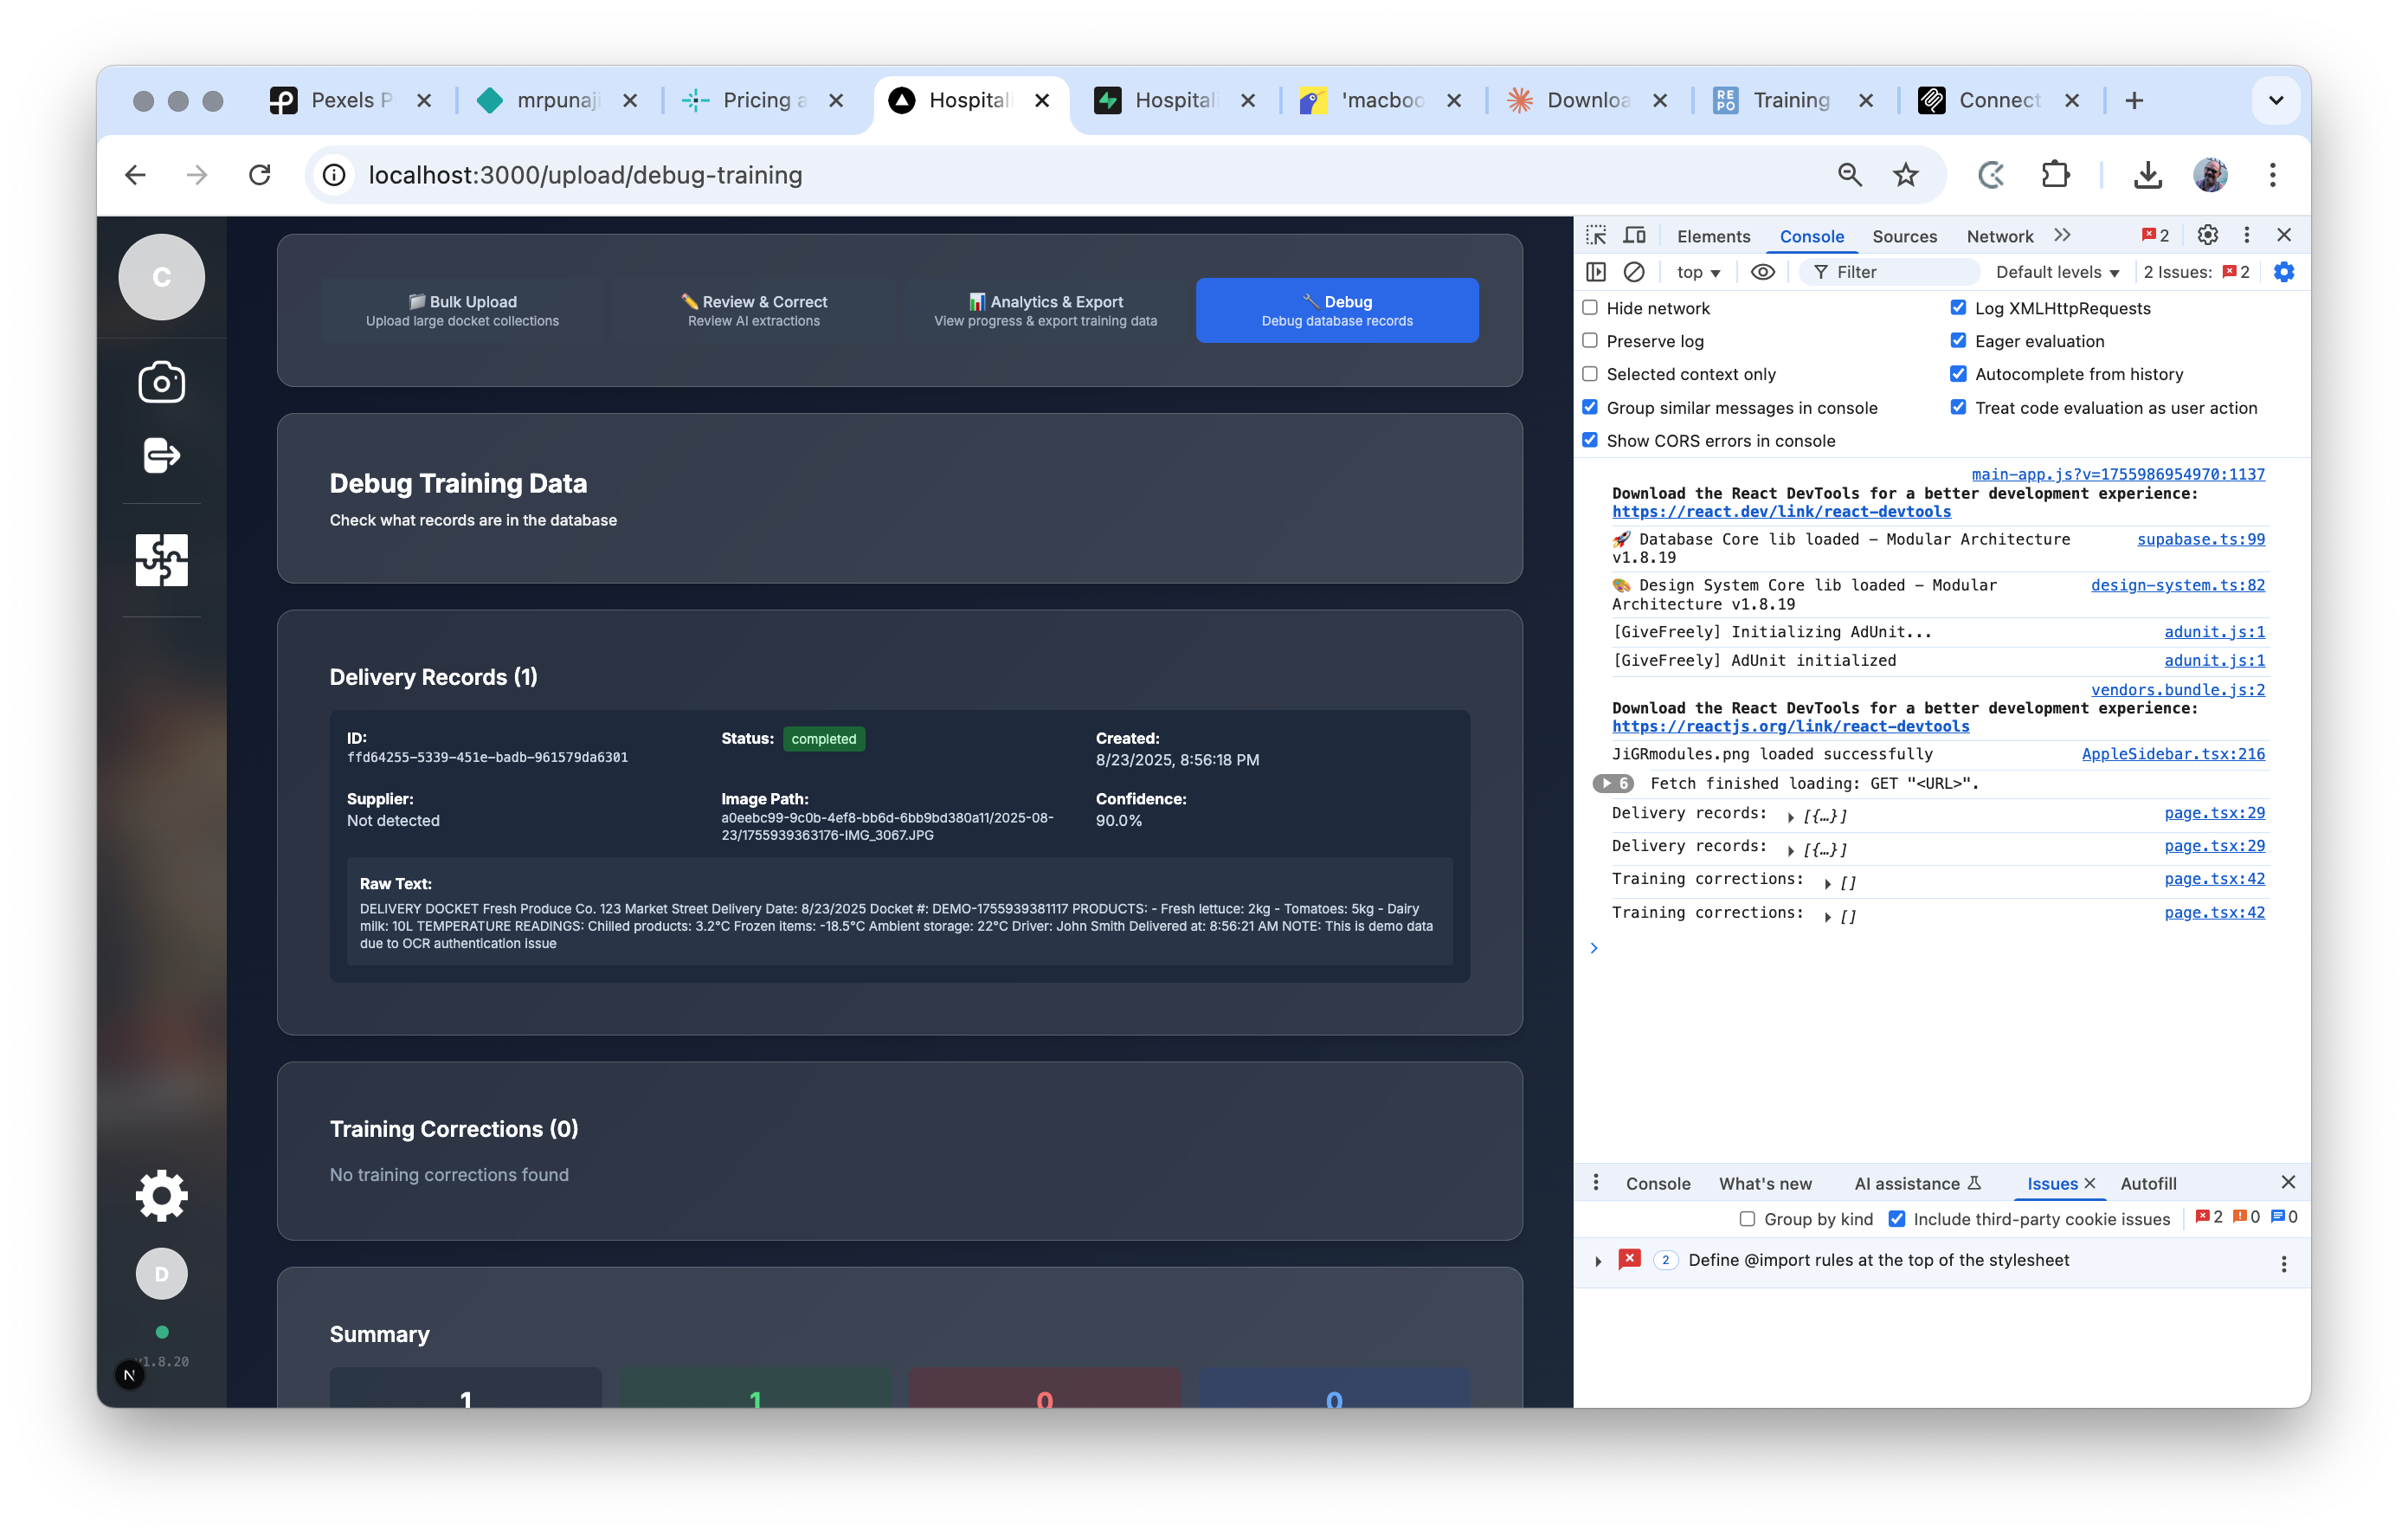 Pexels P
mrpunaji
Pricing a
Hospitali
Hospitali
'macboo
Downloa
RE
PO
Training
Connect
localhost:3000/upload/debug-training
C
📁 Bulk Upload
Upload large docket collections
✏️ Review & Correct
Review AI extractions
📊 Analytics & Export
View progress & export training data
🔧 Debug
Debug database records
Debug Training Data
Check what records are in the database
Delivery Records (1)
ID:
ffd64255-5339-451e-badb-961579da6301
Status: completed
Created:
8/23/2025, 8:56:18 PM
Supplier:
Not detected
Image Path:
a0eebc99-9c0b-4ef8-bb6d-6bb9bd380a11/2025-08-
23/1755939363176-IMG_3067.JPG
Confidence:
90.0%
Raw Text:
DELIVERY DOCKET Fresh Produce Co. 123 Market Street Delivery Date: 8/23/2025 Docket #: DEMO-1755939381117 PRODUCTS: - Fresh lettuce: 2kg - Tomatoes: 5kg - Dairy
milk: 10L TEMPERATURE READINGS: Chilled products: 3.2°C Frozen items: -18.5°C Ambient storage: 22°C Driver: John Smith Delivered at: 8:56:21 AM NOTE: This is demo data
due to OCR authentication issue
Training Corrections (0)
No training corrections found
Summary
1
1
0
0
D
v1.8.20
N
Elements
Console
Sources
Network
2
top
Filter
Default levels
2 Issues: 2
Hide network
Log XMLHttpRequests
Preserve log
Eager evaluation
Selected context only
Autocomplete from history
Group similar messages in console
Treat code evaluation as user action
Show CORS errors in console
main-app.js?v=1755986954970:1137
Download the React DevTools for a better development experience:
https://react.dev/link/react-devtools
🚀 Database Core lib loaded - Modular Architecture supabase.ts:99
v1.8.19
🎨 Design System Core lib loaded - Modular design-system.ts:82
Architecture v1.8.19
[GiveFreely] Initializing AdUnit... adunit.js:1
[GiveFreely] AdUnit initialized adunit.js:1
vendors.bundle.js:2
Download the React DevTools for a better development experience:
https://reactjs.org/link/react-devtools
JiGRmodules.png loaded successfully AppleSidebar.tsx:216
6 Fetch finished loading: GET "<URL>".
Delivery records: [{…}] page.tsx:29
Delivery records: [{…}] page.tsx:29
Training corrections: [] page.tsx:42
Training corrections: [] page.tsx:42
Console
What's new
AI assistance
Issues
Autofill
Group by kind
Include third-party cookie issues
2 0 0
2 Define @import rules at the top of the stylesheet